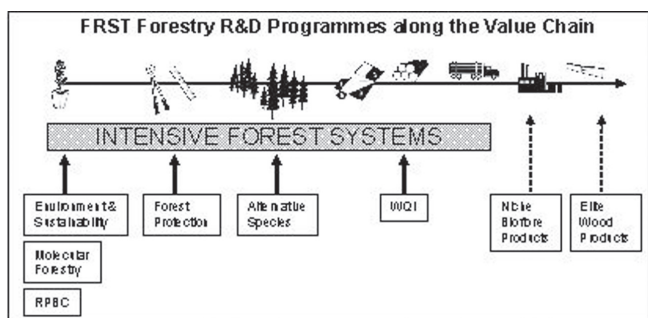 FRST Forestry R&D Programmes along the Value Chain
INTENSIVE FOREST SYSTEMS
Environment &
Sustainability
Molecular
Forestry
RPBC
Forest
Protection
Alternative
Species
WQI
Niche
Biofibre
Products
Elite
Wood
Products